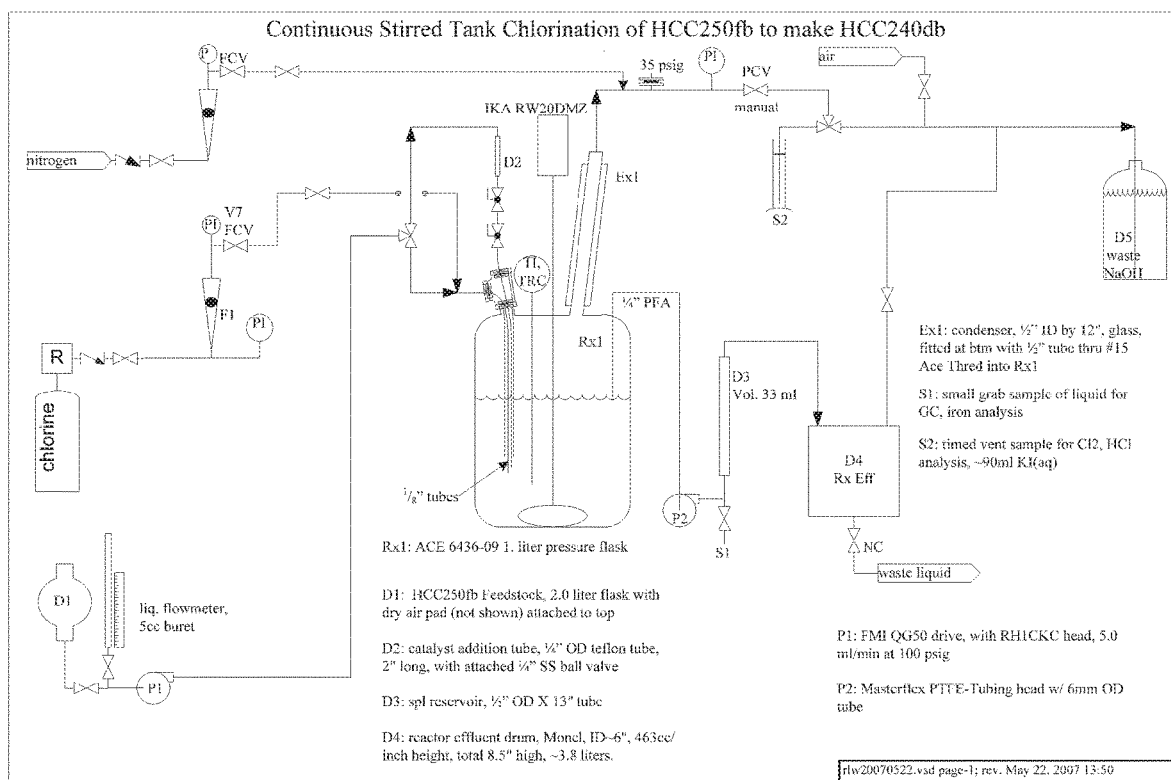 Continuous Stirred Tank Chlorination of HCC250fb to make HCC240db
P
FCV
35 psig
PI
PCV
manual
air
IKA RW20DMZ
nitrogen
D2
Ex1
S2
V7
PI
FCV
D5
waste
NaOH
TI,
TRC
¼" PFA
F1
PI
Rx1
R
chlorine
D3
Vol. 33 ml
Ex1: condenser, ½" ID by 12", glass,
fitted at btm with ½" tube thru #15
Ace Thred into Rx1
S1: small grab sample of liquid for
GC, iron analysis
S2: timed vent sample for Cl2, HCl
analysis, ~90ml KI(aq)
D4
Rx Eff
1/8" tubes
P2
S1
NC
waste liquid
Rx1: ACE 6436-09 1. liter pressure flask
D1
liq. flowmeter,
5cc buret
P1
D1: HCC250fb Feedstock, 2.0 liter flask with
dry air pad (not shown) attached to top
D2: catalyst addition tube, ¼" OD teflon tube,
2" long, with attached ¼" SS ball valve
D3: spl reservoir, ½" OD X 13" tube
D4: reactor effluent drum, Monel, ID~6", 463cc/
inch height, total 8.5" high, ~3.8 liters.
P1: FMI QG50 drive, with RH1CKC head, 5.0
ml/min at 100 psig
P2: Masterflex PTFE-Tubing head w/ 6mm OD
tube
rlw20070522.vsd page-1; rev. May 22, 2007 13:50